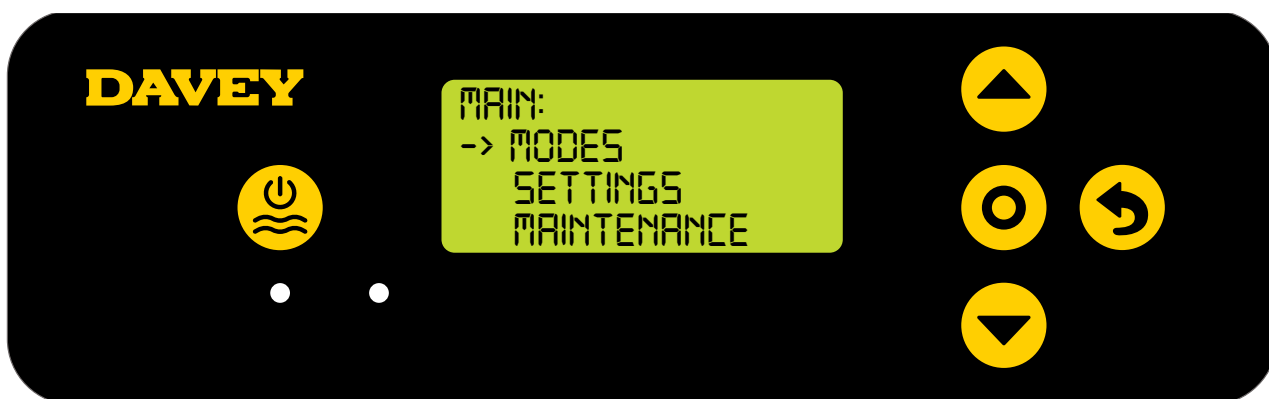 DAVEY
MAIN:
-> MODES
SETTINGS
MAINTENANCE